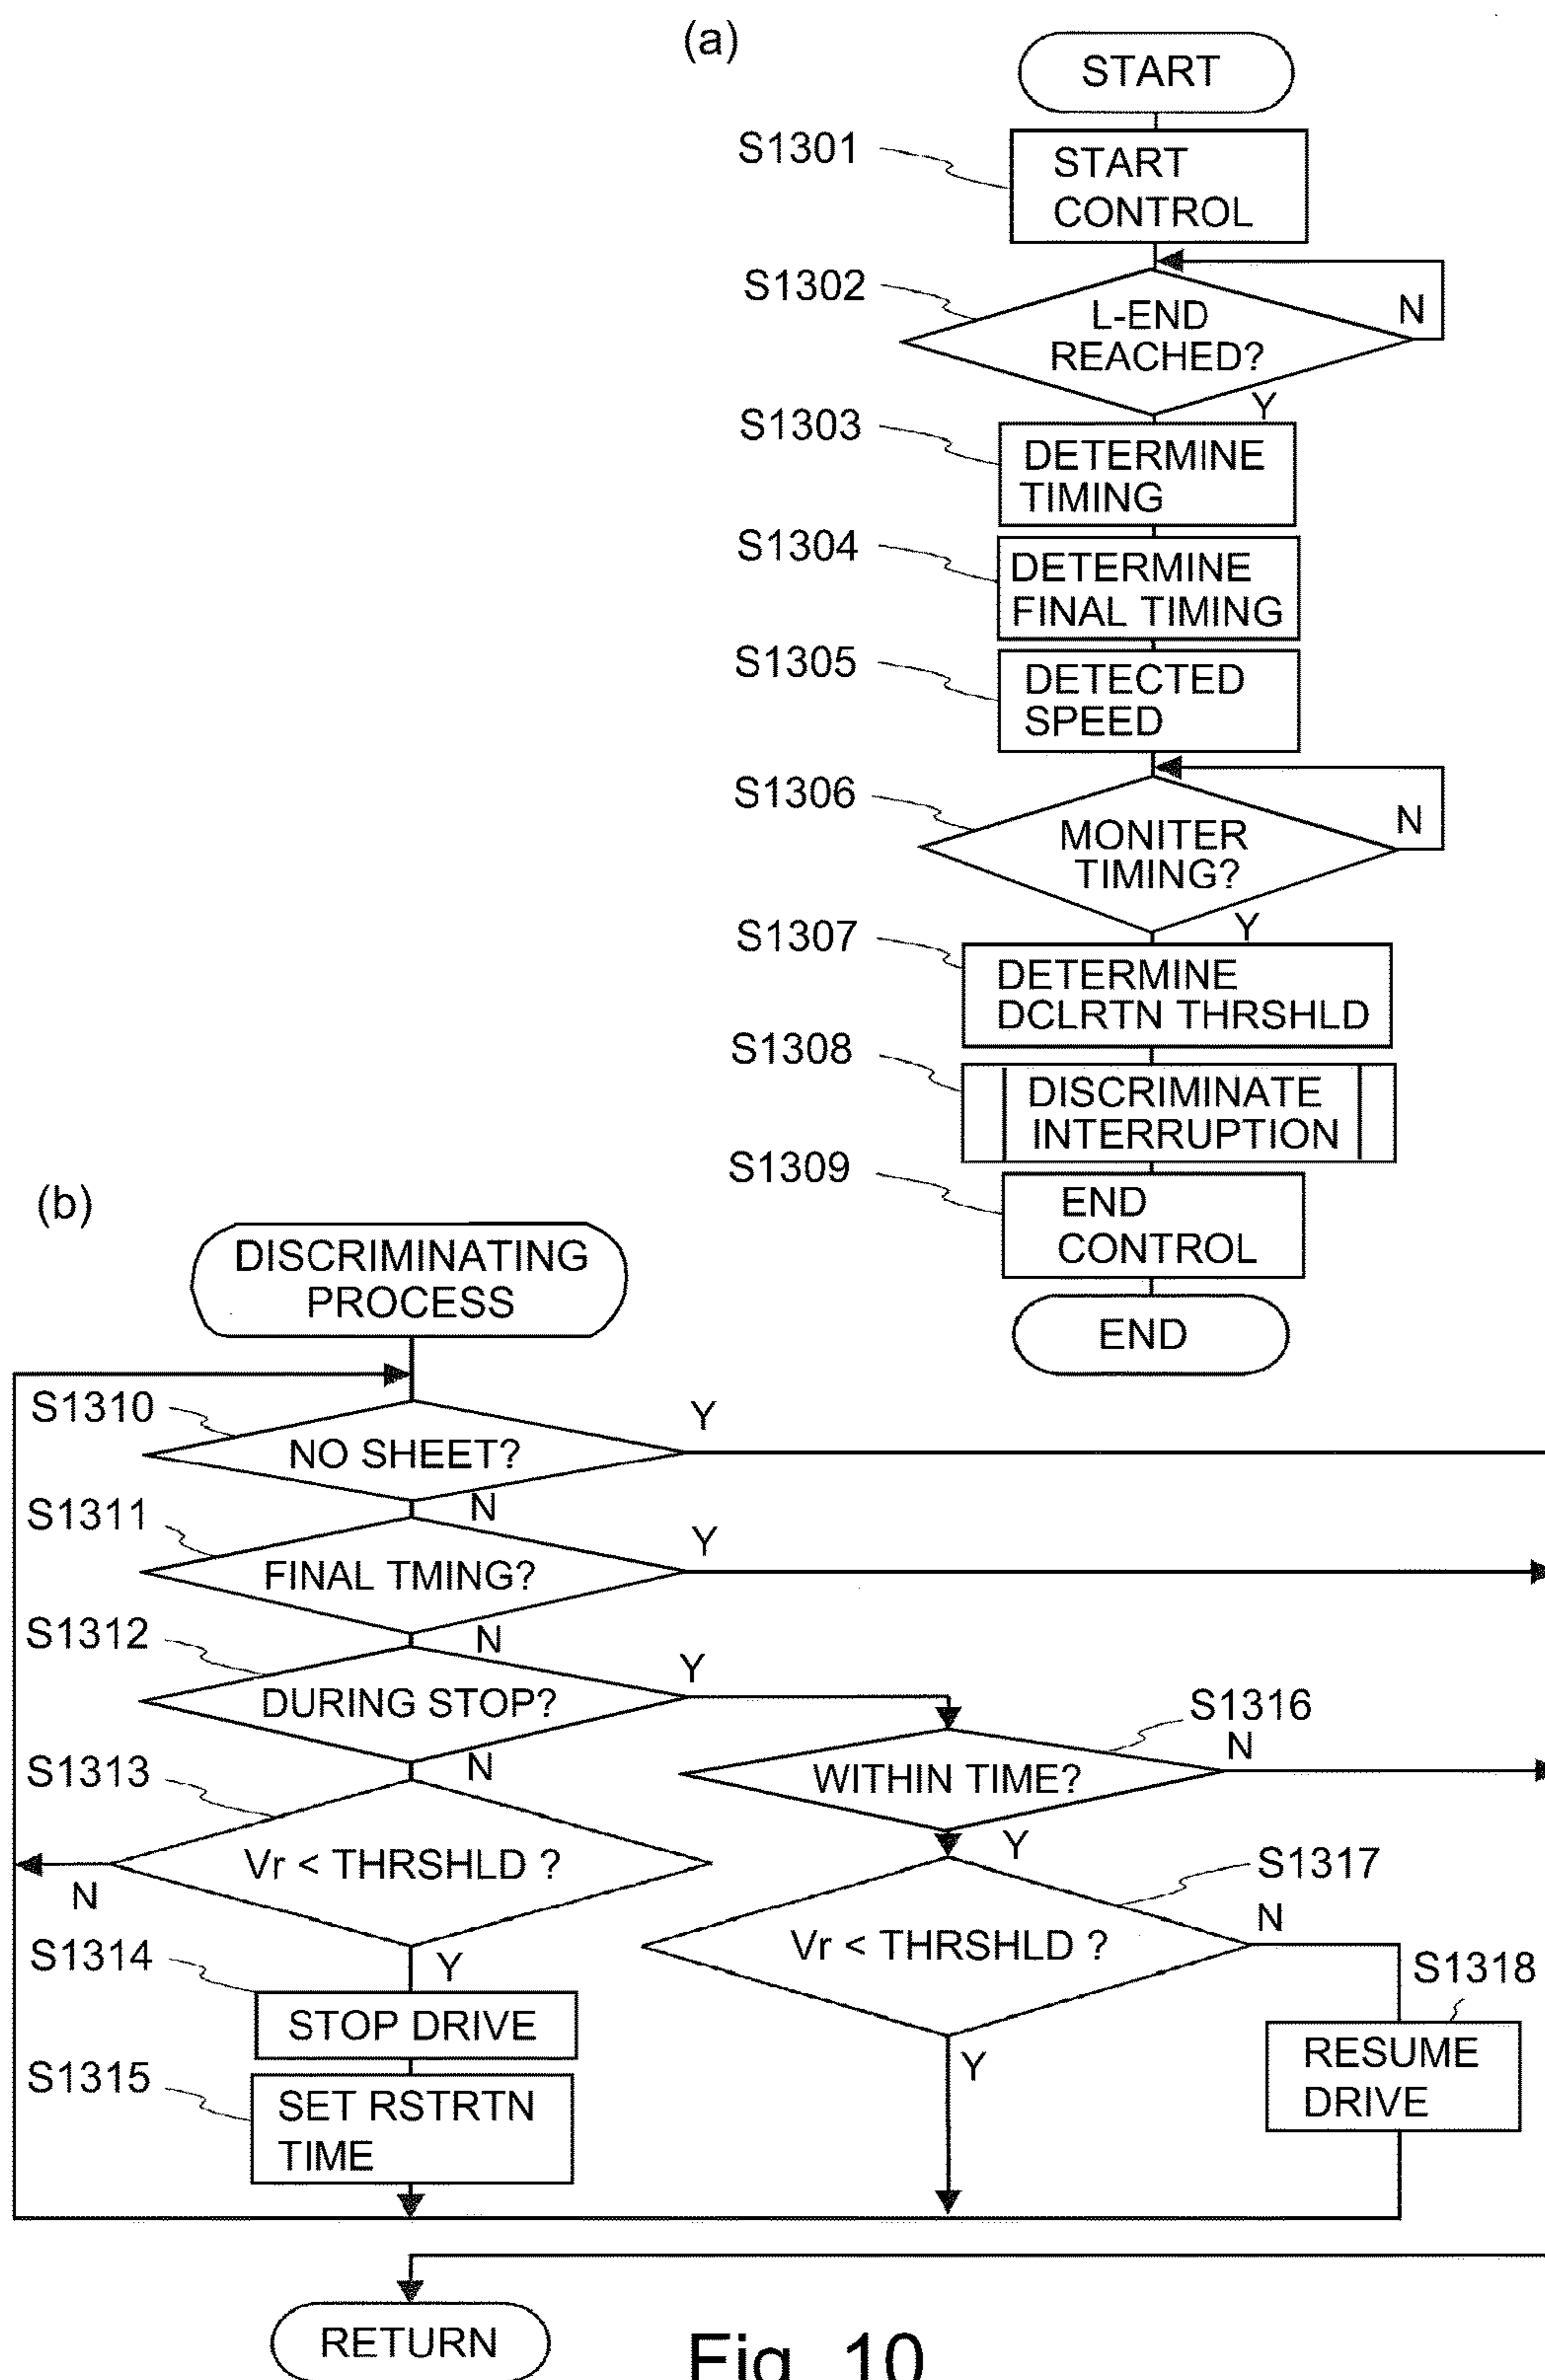 (a)
START
S1301
START
CONTROL
S1302
L-END
REACHED?
N
Y
S1303
DETERMINE
TIMING
S1304
DETERMINE
FINAL TIMING
S1305
DETECTED
SPEED
S1306
MONITER
TIMING?
N
Y
S1307
DETERMINE
DCLRTN THRSHLD
S1308
DISCRIMINATE
INTERRUPTION
S1309
END
CONTROL
END
(b)
DISCRIMINATING
PROCESS
S1310
NO SHEET?
Y
N
S1311
FINAL TMING?
Y
N
S1312
DURING STOP?
Y
N
S1316
WITHIN TIME?
N
Y
S1313
Vr < THRSHLD ?
N
Y
S1317
Vr < THRSHLD ?
N
Y
S1314
STOP DRIVE
S1318
RESUME
DRIVE
S1315
SET RSTRTN
TIME
RETURN
Fig. 10